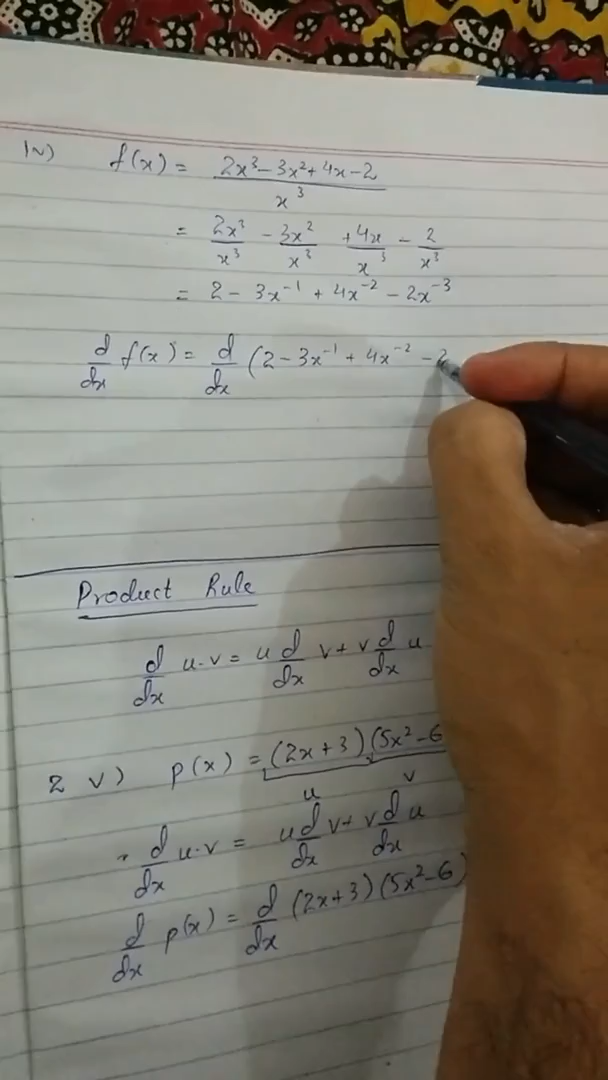 iv) f(x) = 2x³ - 3x² + 4x - 2
x³
= 2x³/x³ - 3x²/x³ + 4x/x³ - 2/x³
= 2 - 3x⁻¹ + 4x⁻² - 2x⁻³
d/dx f(x) = d/dx (2 - 3x⁻¹ + 4x⁻² - 2
Product Rule
d/dx u.v = u d/dx v + v d/dx u
2 v) p(x) = (2x+3) (5x²-6
u v
d/dx u.v = u d/dx v + v d/dx u
d/dx p(x) = d/dx (2x+3) (5x²-6)